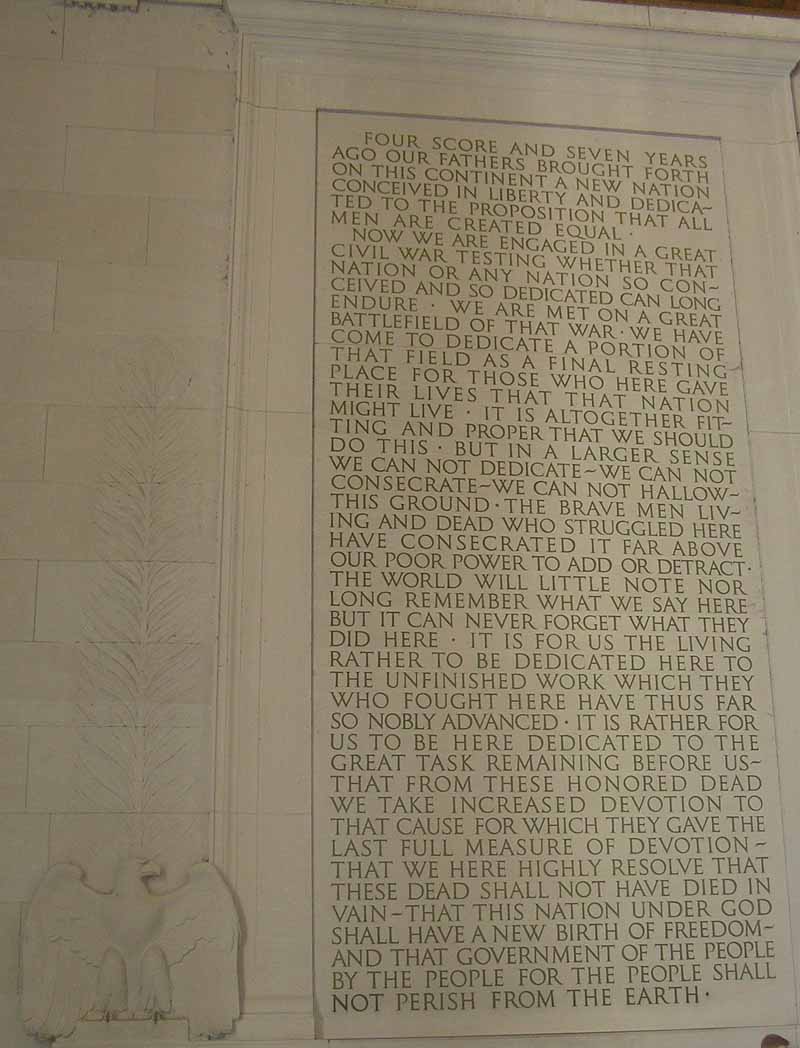 FOUR SCORE AND SEVEN YEARS
AGO OUR FATHERS BROUGHT FORTH
ON THIS CONTINENT A NEW NATION
CONCEIVED IN LIBERTY AND DEDICA~
TED TO THE PROPOSITION THAT ALL
MEN ARE CREATED EQUAL ·
NOW WE ARE ENGAGED IN A GREAT
CIVIL WAR TESTING WHETHER THAT
NATION OR ANY NATION SO CON~
CEIVED AND SO DEDICATED CAN LONG
ENDURE · WE ARE MET ON A GREAT
BATTLEFIELD OF THAT WAR · WE HAVE
COME TO DEDICATE A PORTION OF
THAT FIELD AS A FINAL RESTING
PLACE FOR THOSE WHO HERE GAVE
THEIR LIVES THAT THAT NATION
MIGHT LIVE · IT IS ALTOGETHER FIT~
TING AND PROPER THAT WE SHOULD
DO THIS · BUT IN A LARGER SENSE
WE CAN NOT DEDICATE~WE CAN NOT
CONSECRATE~WE CAN NOT HALLOW~
THIS GROUND · THE BRAVE MEN LIV~
ING AND DEAD WHO STRUGGLED HERE
HAVE CONSECRATED IT FAR ABOVE
OUR POOR POWER TO ADD OR DETRACT ·
THE WORLD WILL LITTLE NOTE NOR
LONG REMEMBER WHAT WE SAY HERE
BUT IT CAN NEVER FORGET WHAT THEY
DID HERE · IT IS FOR US THE LIVING
RATHER TO BE DEDICATED HERE TO
THE UNFINISHED WORK WHICH THEY
WHO FOUGHT HERE HAVE THUS FAR
SO NOBLY ADVANCED · IT IS RATHER FOR
US TO BE HERE DEDICATED TO THE
GREAT TASK REMAINING BEFORE US~
THAT FROM THESE HONORED DEAD
WE TAKE INCREASED DEVOTION TO
THAT CAUSE FOR WHICH THEY GAVE THE
LAST FULL MEASURE OF DEVOTION~
THAT WE HERE HIGHLY RESOLVE THAT
THESE DEAD SHALL NOT HAVE DIED IN
VAIN~THAT THIS NATION UNDER GOD
SHALL HAVE A NEW BIRTH OF FREEDOM~
AND THAT GOVERNMENT OF THE PEOPLE
BY THE PEOPLE FOR THE PEOPLE SHALL
NOT PERISH FROM THE EARTH ·